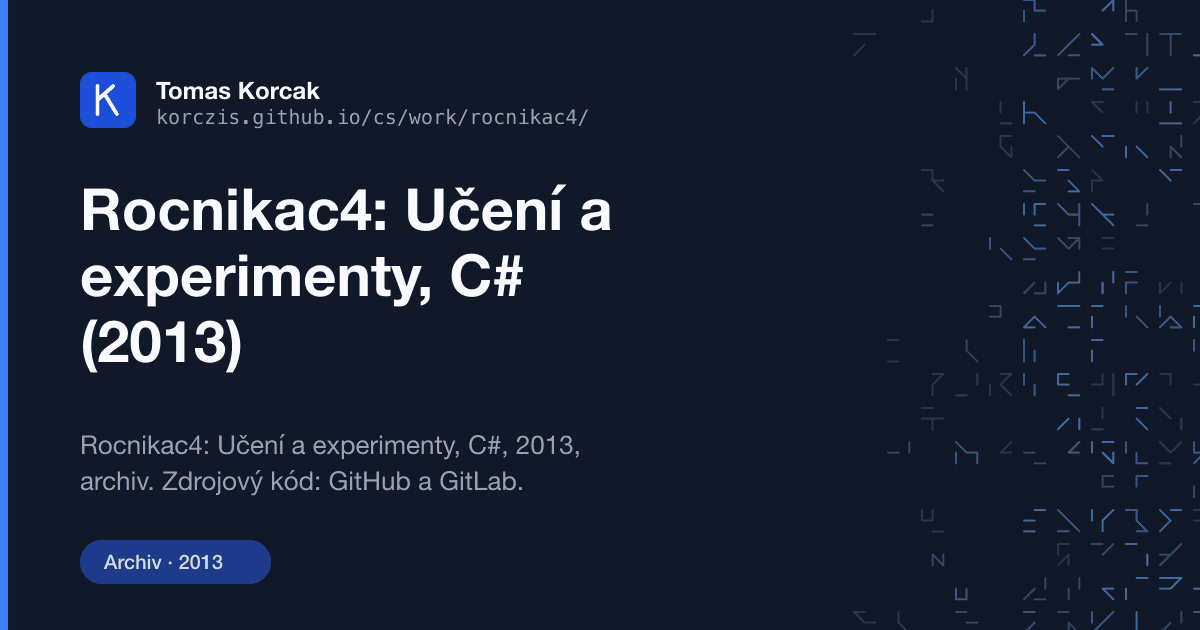 K
Tomas Korcak
korczis.github.io/cs/work/rocnikac4/
Rocnikac4: Učení a
experimenty, C#
(2013)
Rocnikac4: Učení a experimenty, C#, 2013,
archiv. Zdrojový kód: GitHub a GitLab.
Archiv · 2013